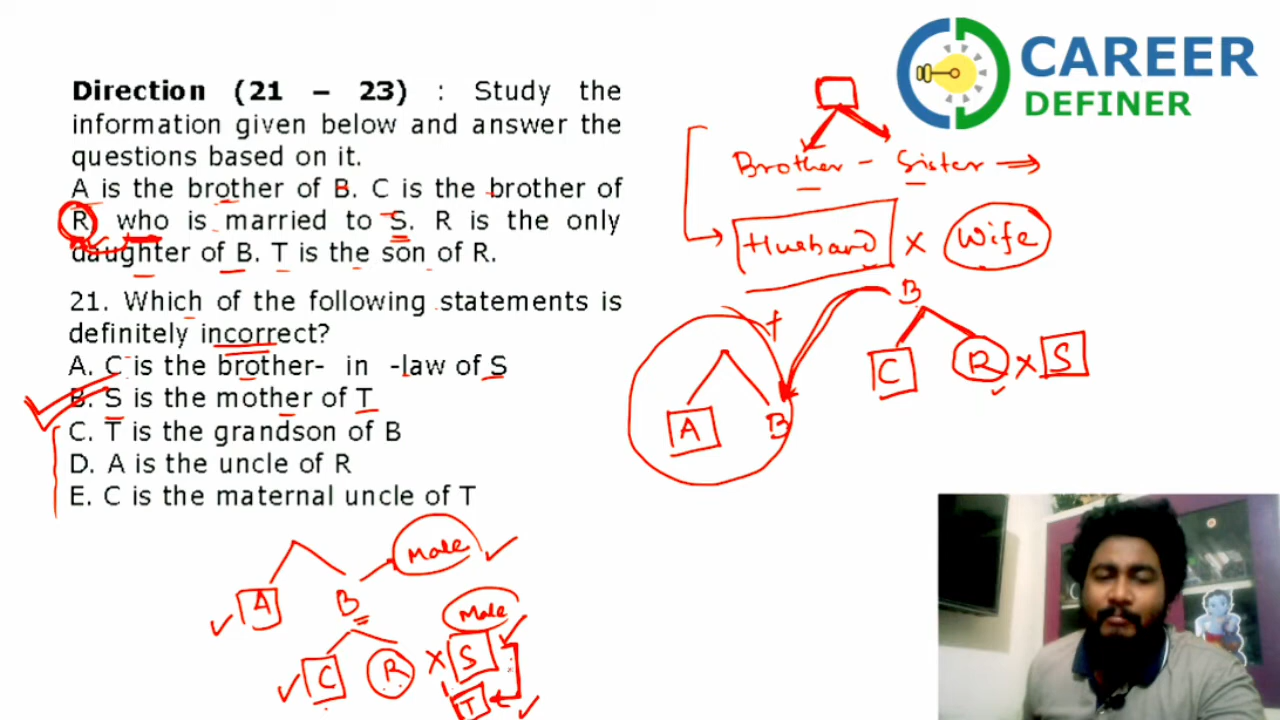 CAREER
DEFINER
Direction (21 – 23) : Study the
information given below and answer the
questions based on it.
A is the brother of B. C is the brother of
R who is married to S. R is the only
daughter of B. T is the son of R.
21. Which of the following statements is
definitely incorrect?
A. C is the brother- in -law of S
B. S is the mother of T
C. T is the grandson of B
D. A is the uncle of R
E. C is the maternal uncle of T
Brother - Sister
Husband × Wife
B
C R × S
A B
Male
A B
Male
C R × S
T